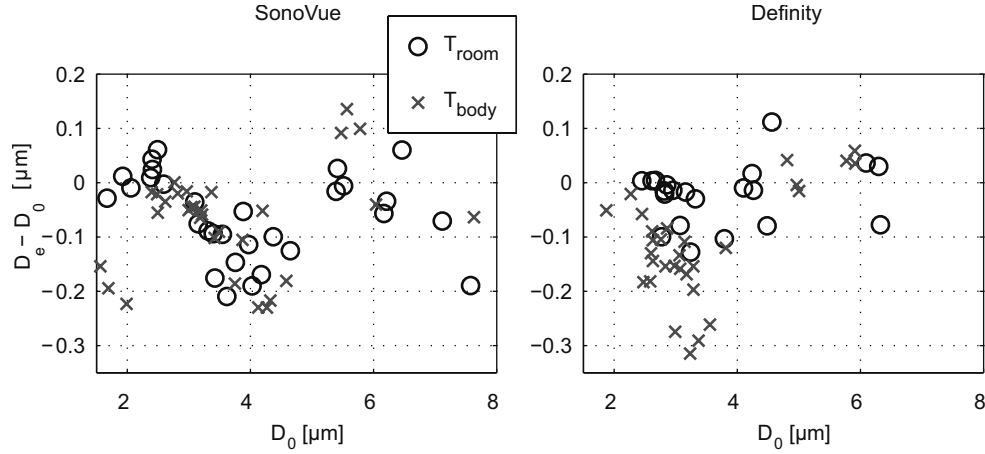 SonoVue
Definity
T_room
T_body
D_e − D_0 [µm]
0.2
0.1
0
−0.1
−0.2
−0.3
2
4
6
8
D_0 [µm]
0.2
0.1
0
−0.1
−0.2
−0.3
2
4
6
8
D_0 [µm]